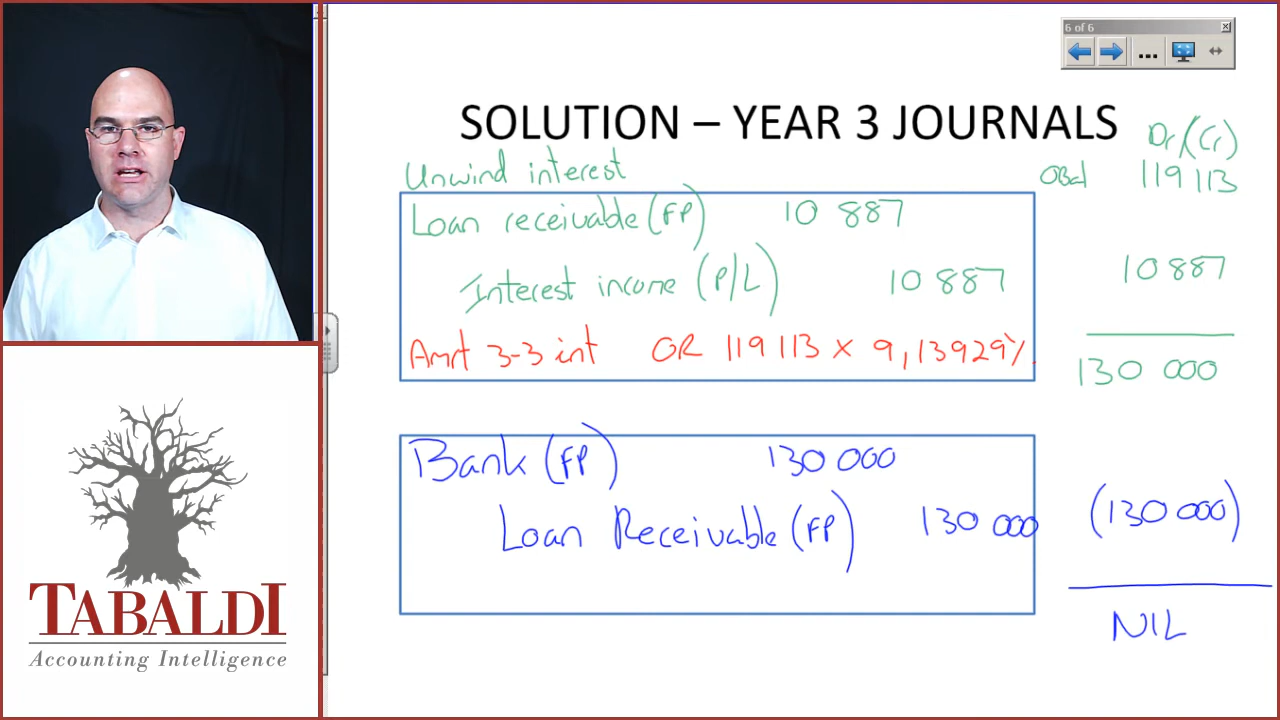 6 of 6
SOLUTION – YEAR 3 JOURNALS
Dr/(Cr)
Unwind interest
OBal 119 113
Loan receivable (FP) 10 887
Interest income (P/L) 10 887 10 887
Amrt 3-3 int OR 119 113 x 9,13929%.
130 000
Bank (FP) 130 000
Loan Receivable (FP) 130 000 (130 000)
NIL
TABALDI
Accounting Intelligence